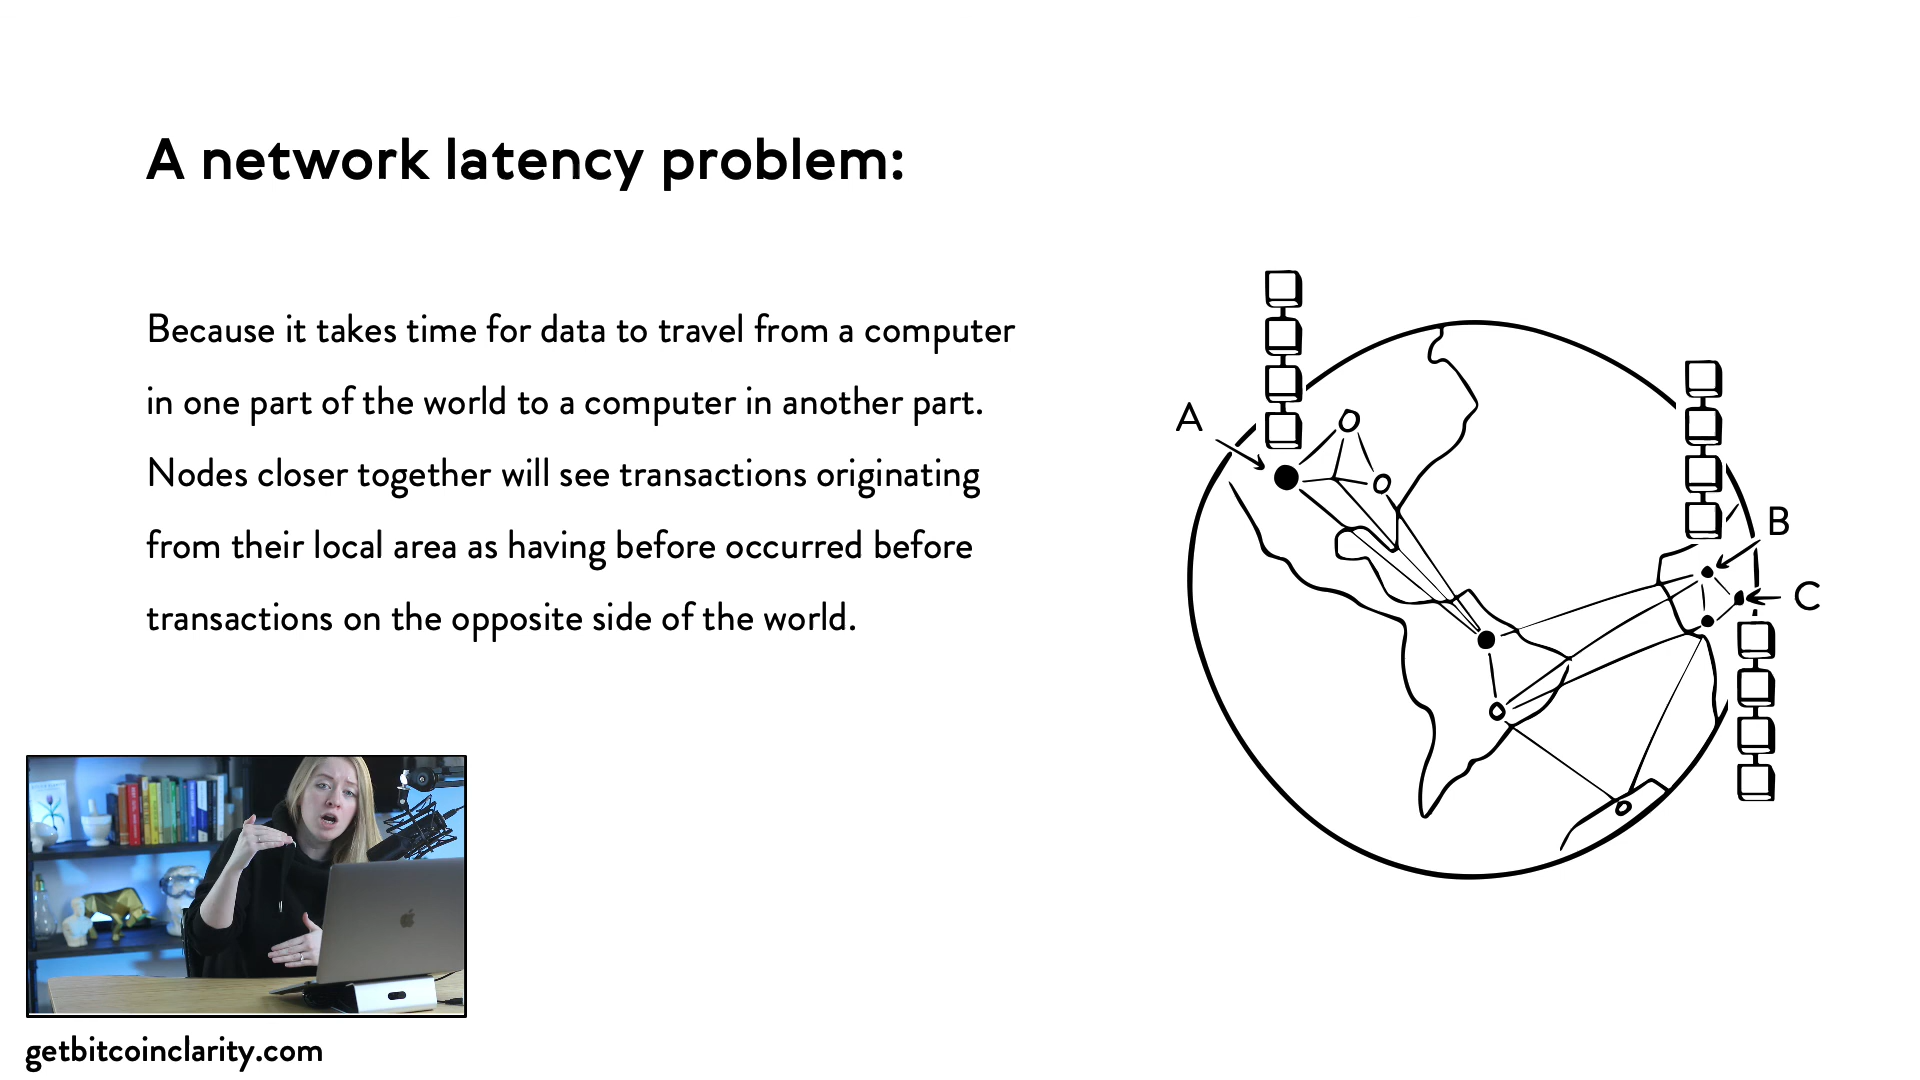 A network latency problem:
Because it takes time for data to travel from a computer
in one part of the world to a computer in another part.
Nodes closer together will see transactions originating
from their local area as having before occurred before
transactions on the opposite side of the world.
A
B
C
getbitcoinclarity.com